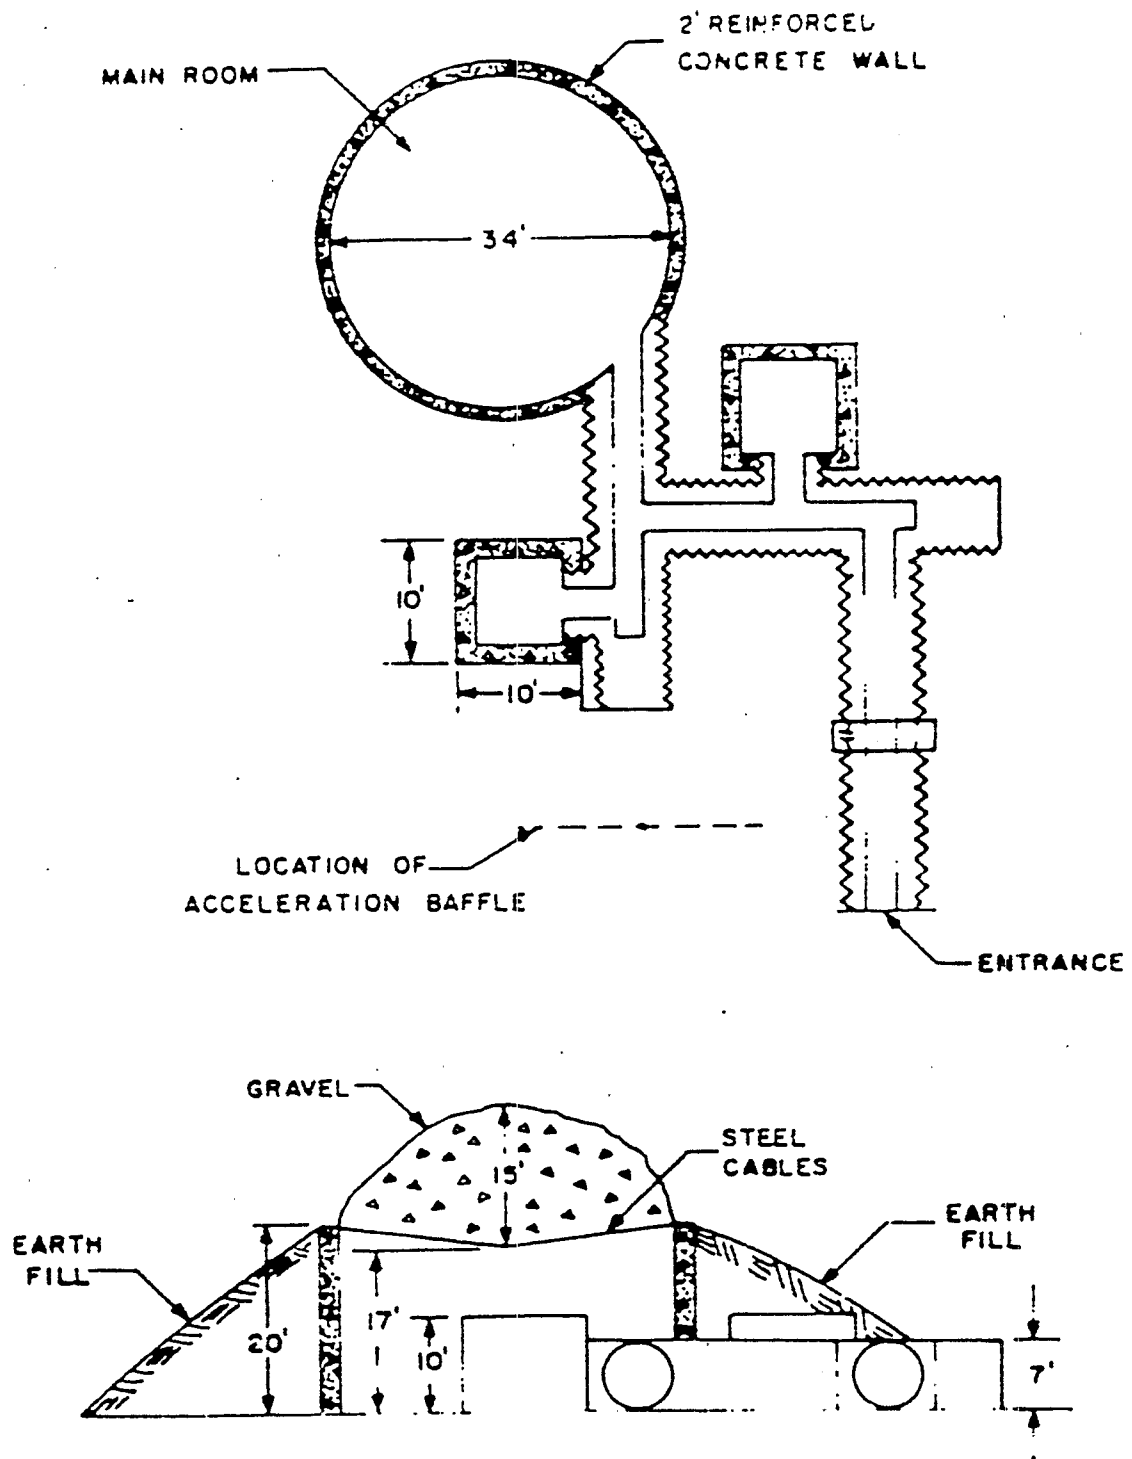 2' REINFORCED
CONCRETE WALL
MAIN ROOM
34'
10'
10'
LOCATION OF
ACCELERATION BAFFLE
ENTRANCE
GRAVEL
STEEL
CABLES
15'
EARTH
FILL
EARTH
FILL
20'
17'
10'
7'